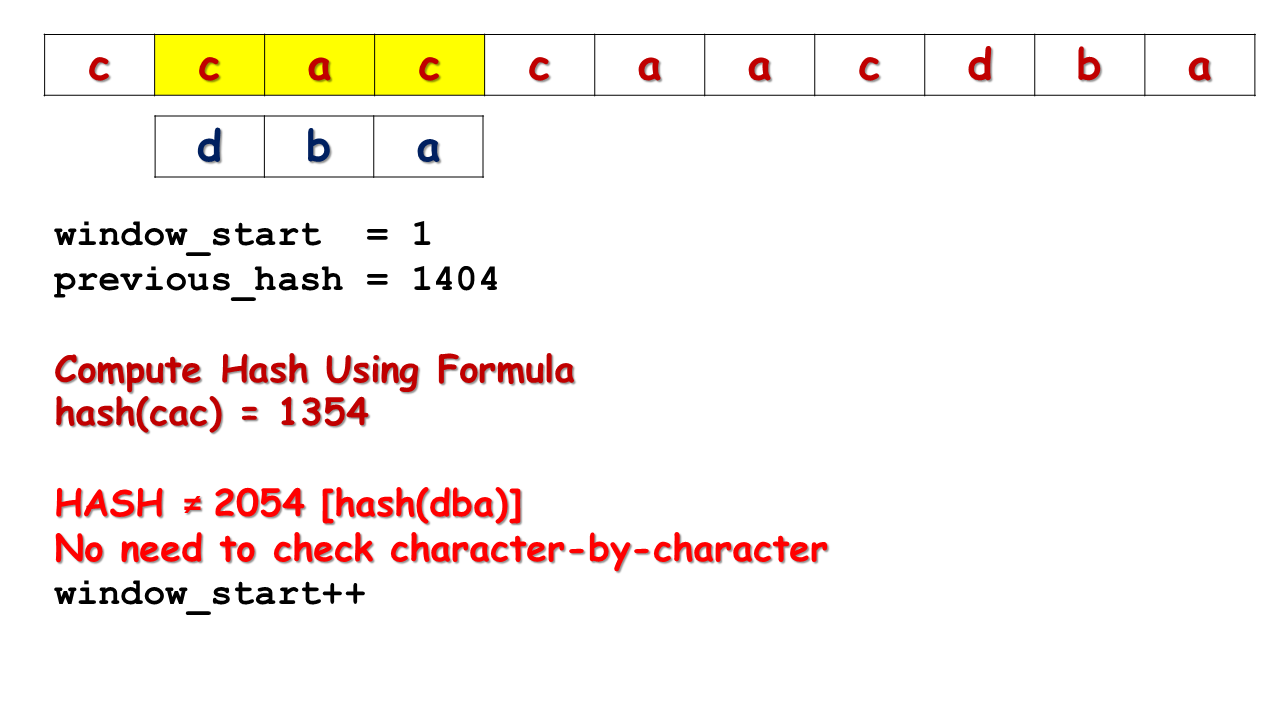 c c a c c a a c d b a
d b a
window_start = 1
previous_hash = 1404
Compute Hash Using Formula
hash(cac) = 1354
HASH ≠ 2054 [hash(dba)]
No need to check character-by-character
window_start++